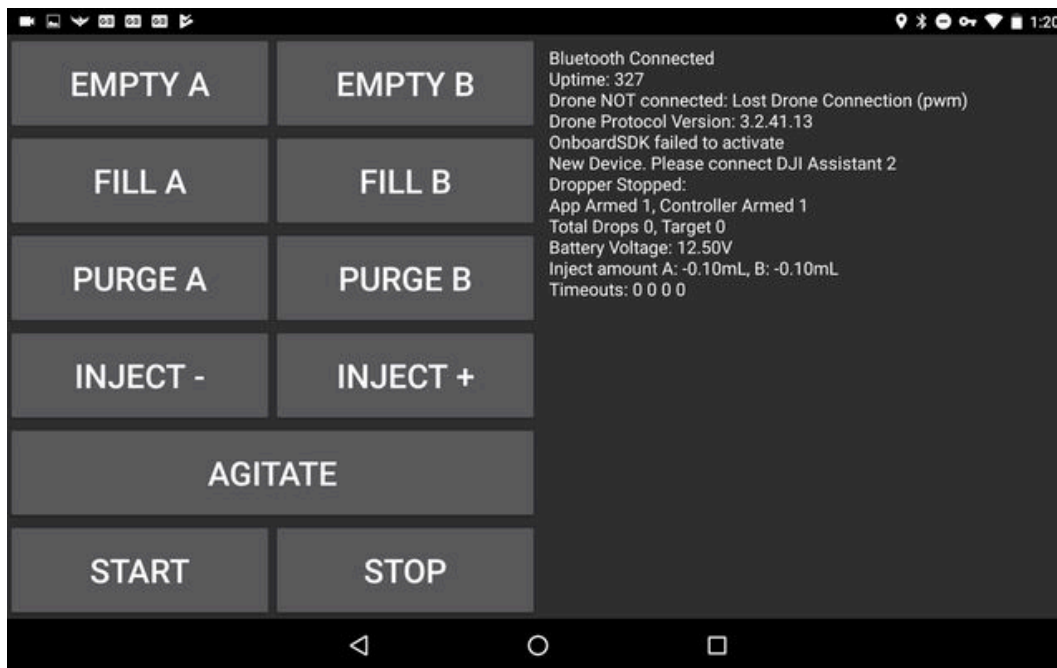 1:20
EMPTY A
EMPTY B
FILL A
FILL B
PURGE A
PURGE B
INJECT -
INJECT +
AGITATE
START
STOP
Bluetooth Connected
Uptime: 327
Drone NOT connected: Lost Drone Connection (pwm)
Drone Protocol Version: 3.2.41.13
OnboardSDK failed to activate
New Device. Please connect DJI Assistant 2
Dropper Stopped:
App Armed 1, Controller Armed 1
Total Drops 0, Target 0
Battery Voltage: 12.50V
Inject amount A: -0.10mL, B: -0.10mL
Timeouts: 0 0 0 0